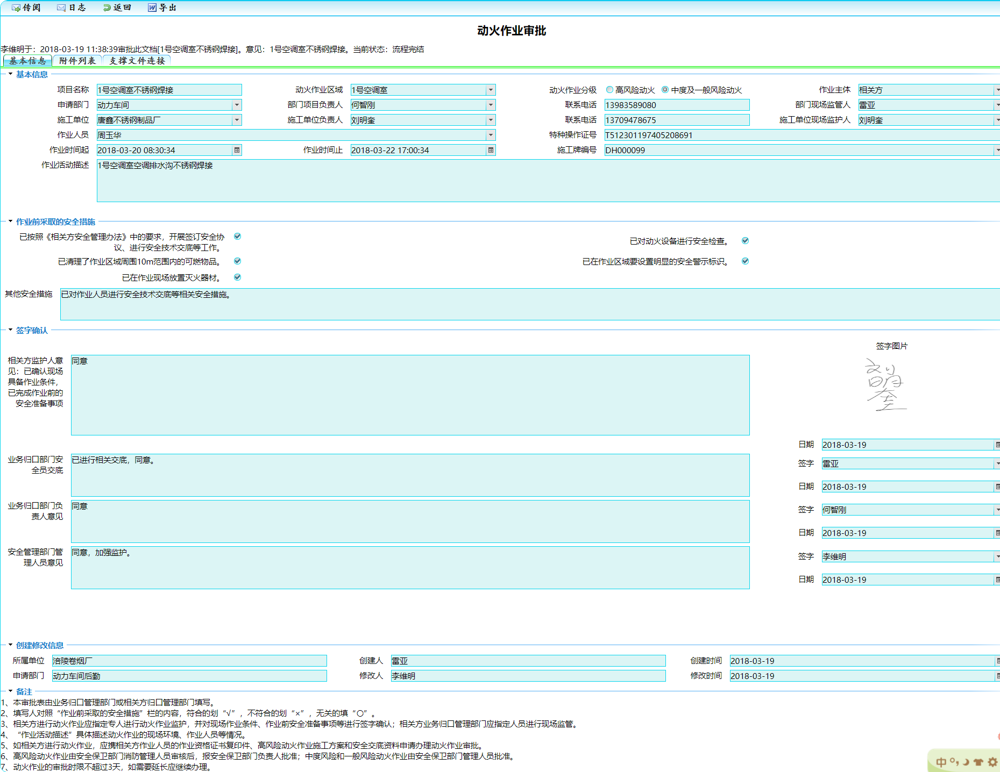 传阅 日志 返回 导出
动火作业审批
李维明于：2018-03-19 11:38:39审批此文档[1号空调室不锈钢焊接]。意见：1号空调室不锈钢焊接。当前状态：流程完结
基本信息 附件列表 支撑文件连接
基本信息
项目名称 1号空调室不锈钢焊接 动火作业区域 1号空调室 动火作业分级 高风险动火 中度及一般风险动火 作业主体 相关方
申请部门 动力车间 部门项目负责人 何智刚 联系电话 13983589080 部门现场监管人 雷亚
施工单位 唐鑫不锈钢制品厂 施工单位负责人 刘明奎 联系电话 13709478675 施工单位现场监护人 刘明奎
作业人员 周玉华 特种操作证号 T512301197405208691
作业时间起 2018-03-20 08:30:34 作业时间止 2018-03-22 17:00:34 施工牌编号 DH000099
作业活动描述 1号空调室空调排水沟不锈钢焊接
作业前采取的安全措施
已按照《相关方安全管理办法》中的要求，开展签订安全协
议、进行安全技术交底等工作。 已对动火设备进行安全检查。
已清理了作业区域周围10m范围内的可燃物品。 已在作业区域要设置明显的安全警示标识。
已在作业现场放置灭火器材。
其他安全措施 已对作业人员进行安全技术交底等相关安全措施。
签字确认
签字图片
相关方监护人意 同意
见：已确认现场
具备作业条件，
已完成作业前的
安全准备事项
刘明奎
日期 2018-03-19
业务归口部门安 已进行相关交底，同意。 签字 雷亚
全员交底
日期 2018-03-19
业务归口部门负 同意 签字 何智刚
责人意见
日期 2018-03-19
安全管理部门管 同意，加强监护。 签字 李维明
理人员意见
日期 2018-03-19
创建修改信息
所属单位 涪陵卷烟厂 创建人 雷亚 创建时间 2018-03-19
申请部门 动力车间后勤 修改人 李维明 修改时间 2018-03-19
备注
1、本审批表由业务归口管理部门或相关方归口管理部门填写。
2、填写人对照“作业前采取的安全措施”栏的内容，符合的划“√”，不符合的划“×”，无关的填“○”。
3、相关方进行动火作业应指定专人进行动火作业监护，并对现场作业条件、作业前安全准备事项等进行签字确认；相关方业务归口管理部门应指定人员进行现场监管。
4、“作业活动描述”具体描述动火作业的现场环境、作业人员等情况。
5、如相关方进行动火作业，应携相关方作业人员的作业资格证书复印件、高风险动火作业施工方案和安全交底资料申请办理动火作业审批。
6、高风险动火作业由安全保卫部门消防管理人员审核后，报安全保卫部门负责人批准；中度风险和一般风险动火作业由安全保卫部门管理人员批准。
7、动火作业的审批时限不超过3天，如需要延长应继续办理。
中